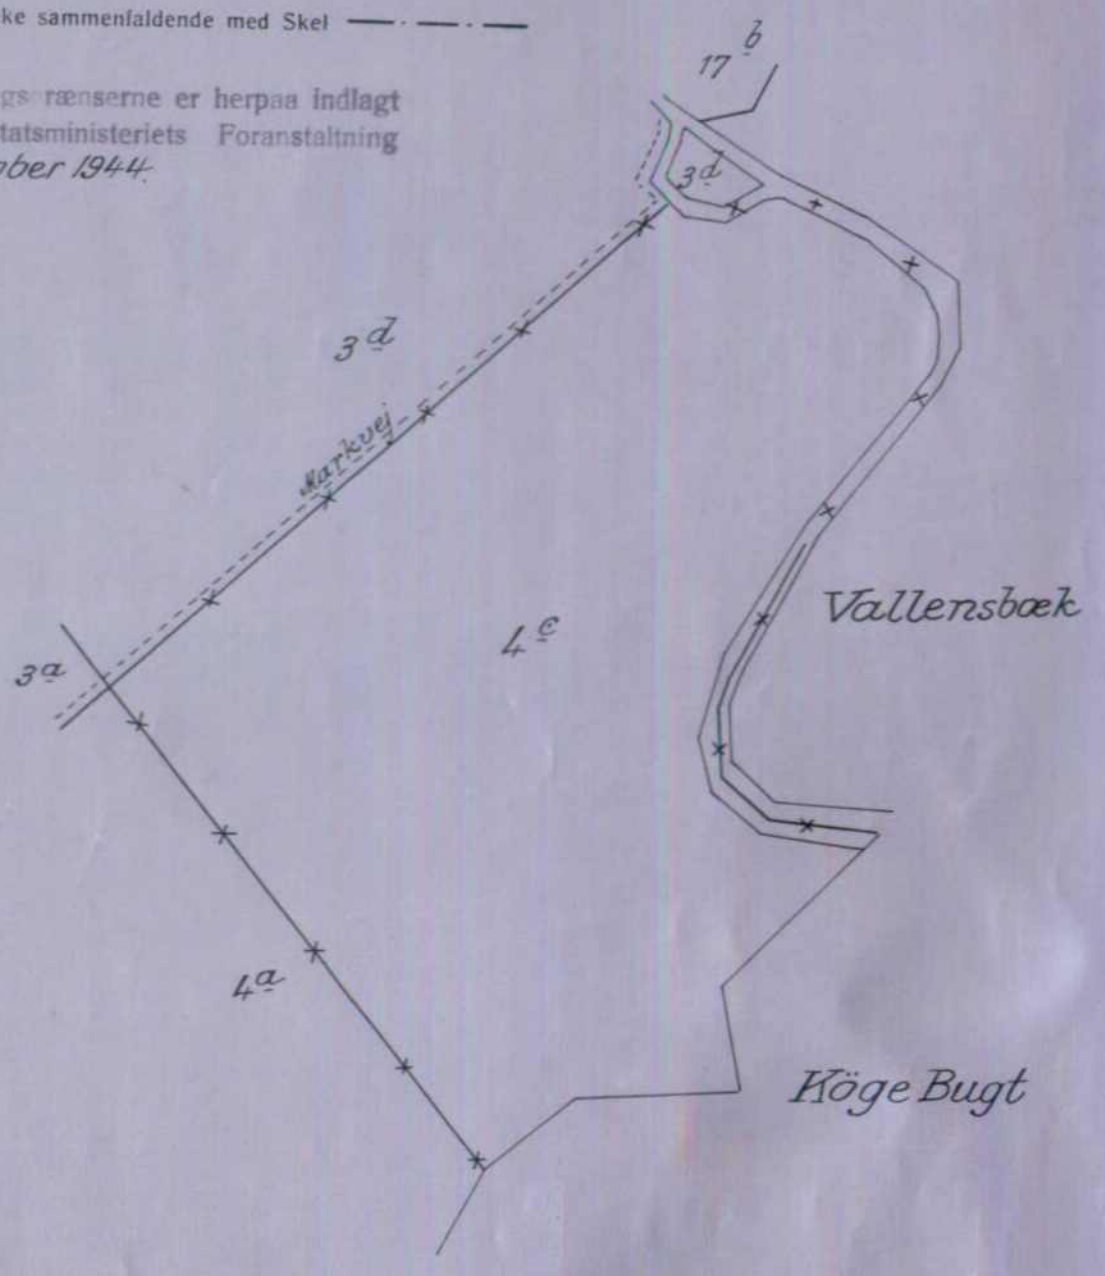 ke sammenfaldende med Skel
gs rænserne er herpaa indlagt
tatsministeriets Foranstaltning
ber 1944.
17 b
3 d
3 d
Markvej
4 c
Vallensbæk
3 a
4 a
Köge Bugt